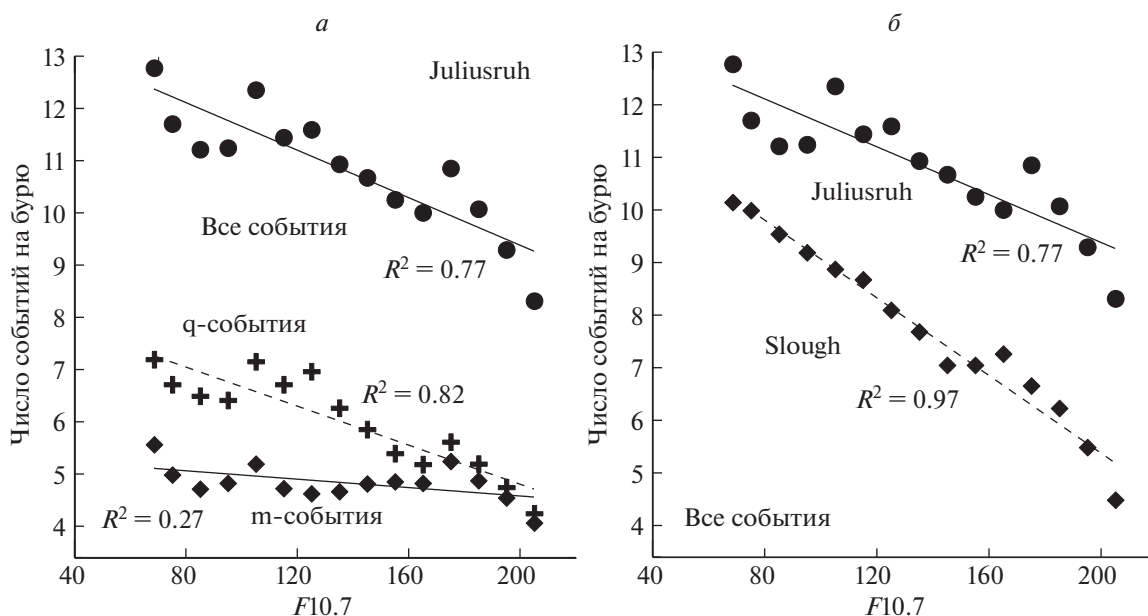 а
Число событий на бурю
13
12
11
10
9
8
7
6
5
4
Juliusruh
Все события
R² = 0.77
q-события
R² = 0.82
R² = 0.27
m-события
40
80
120
160
200
F10.7
б
Число событий на бурю
13
12
11
10
9
8
7
6
5
4
Juliusruh
R² = 0.77
Slough
R² = 0.97
Все события
40
80
120
160
200
F10.7